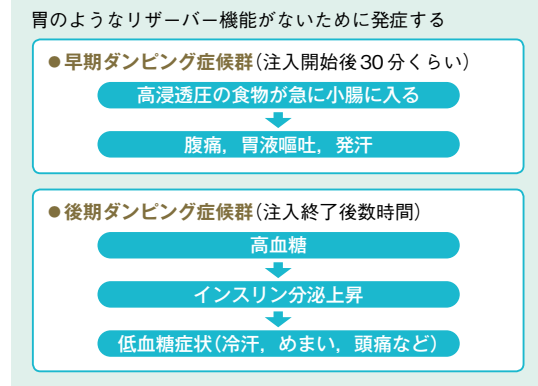 胃のようなリザーバー機能がないために発症する
●早期ダンピング症候群(注入開始後30分くらい)
高浸透圧の食物が急に小腸に入る
腹痛，胃液嘔吐，発汗
●後期ダンピング症候群(注入終了後数時間)
高血糖
インスリン分泌上昇
低血糖症状(冷汗，めまい，頭痛など)